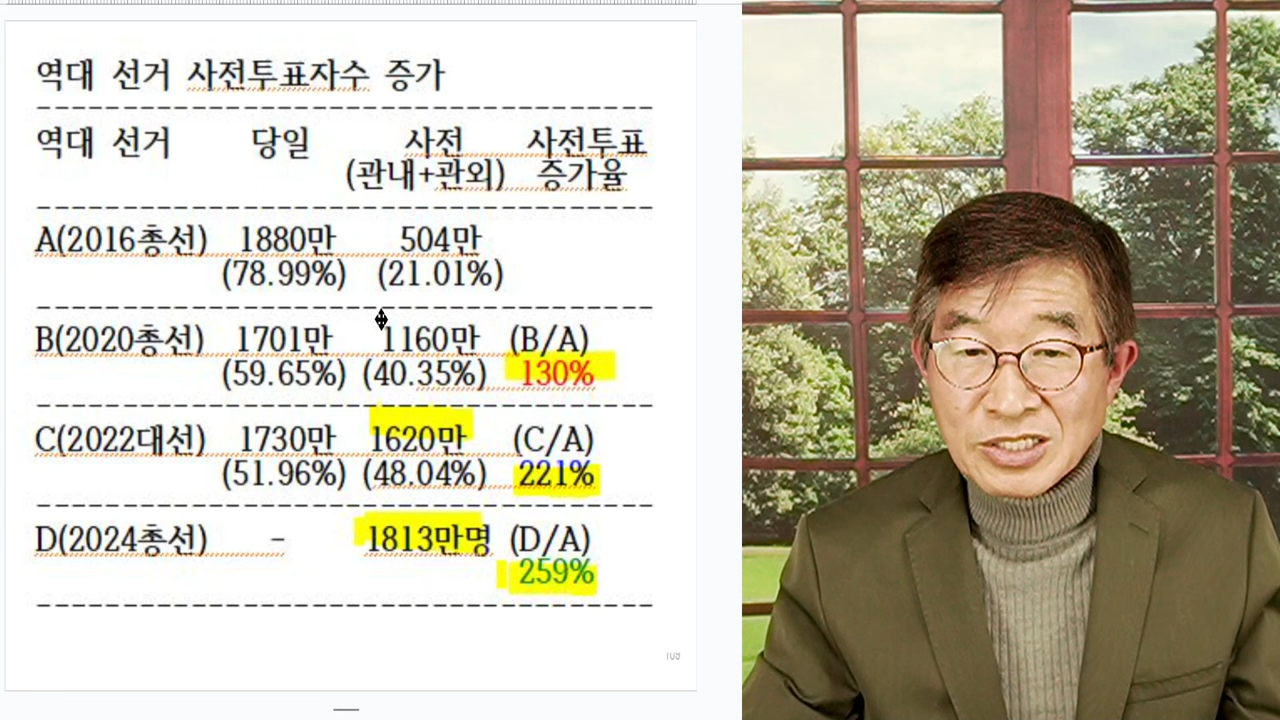 역대 선거 사전투표자수 증가
역대 선거 당일 사전 사전투표
(관내+관외) 증가율
A(2016총선) 1880만 504만
(78.99%) (21.01%)
B(2020총선) 1701만 1160만 (B/A)
(59.65%) (40.35%) 130%
C(2022대선) 1730만 1620만 (C/A)
(51.96%) (48.04%) 221%
D(2024총선) - 1813만명 (D/A)
259%